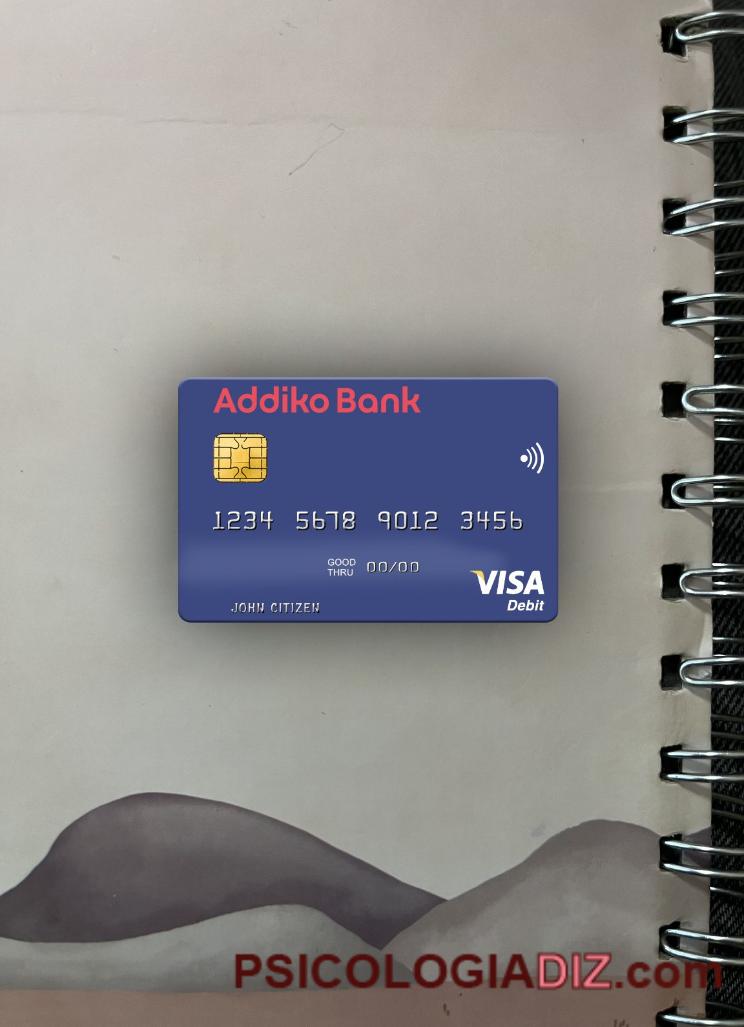 Addiko Bank
1234 5678 9012 3456
GOOD
THRU 00/00
VISA
Debit
JOHN CITIZEN
PSICOLOGIADIZ.com